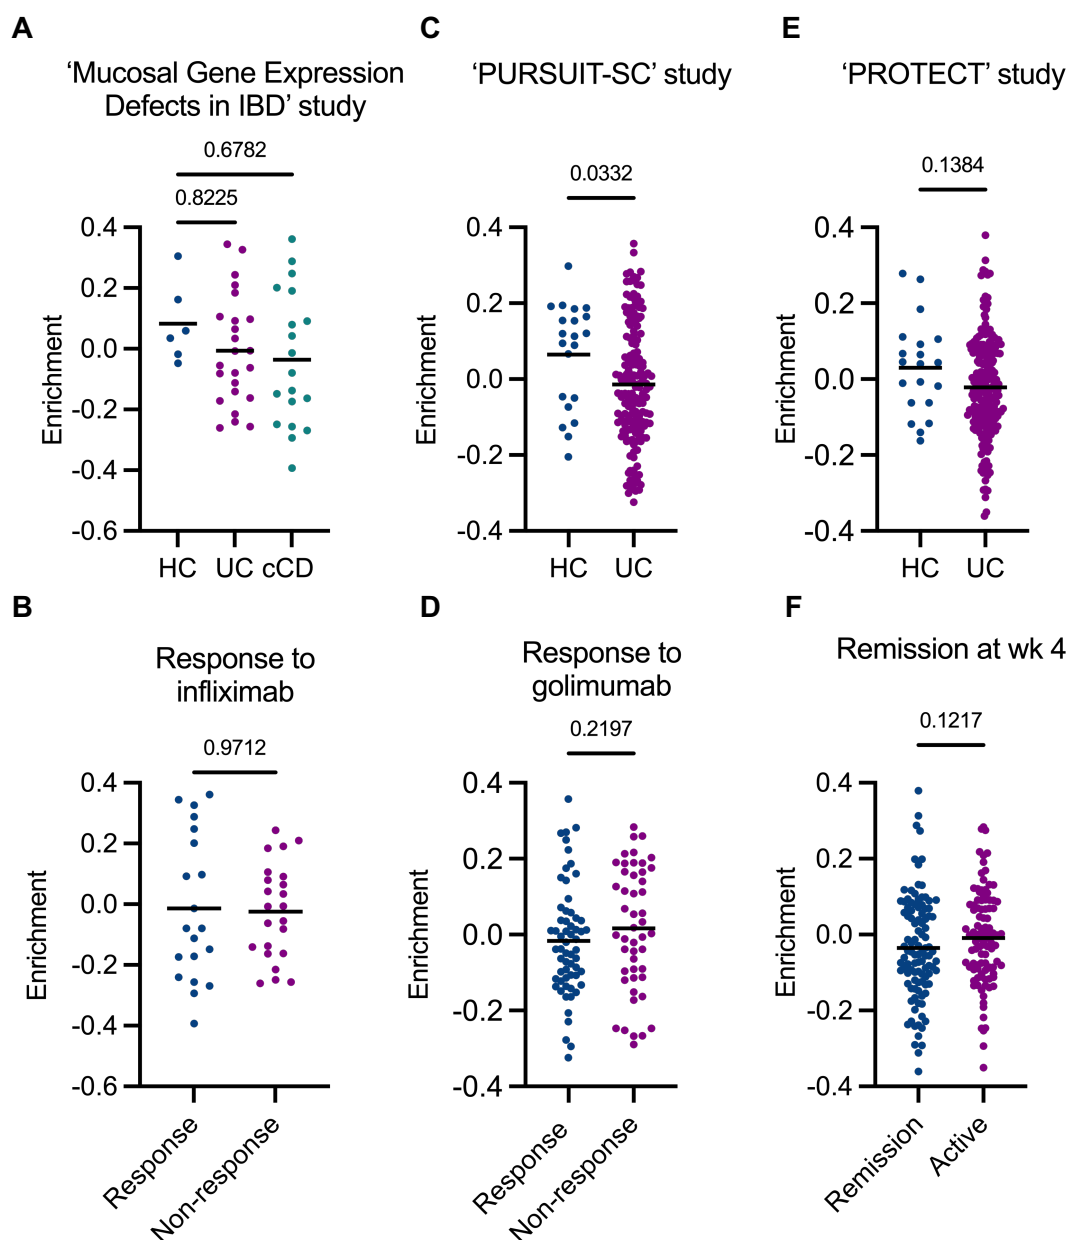 A
‘Mucosal Gene Expression
Defects in IBD’ study
0.6782
0.8225
0.4
0.2
0.0
-0.2
-0.4
-0.6
Enrichment
HC UC cCD
C
‘PURSUIT-SC’ study
0.0332
0.4
0.2
0.0
-0.2
-0.4
Enrichment
HC UC
E
‘PROTECT’ study
0.1384
0.4
0.2
0.0
-0.2
-0.4
Enrichment
HC UC
B
Response to
infliximab
0.9712
0.4
0.2
0.0
-0.2
-0.4
-0.6
Enrichment
Response
Non-response
D
Response to
golimumab
0.2197
0.4
0.2
0.0
-0.2
-0.4
Enrichment
Response
Non-response
F
Remission at wk 4
0.1217
0.4
0.2
0.0
-0.2
-0.4
Enrichment
Remission
Active